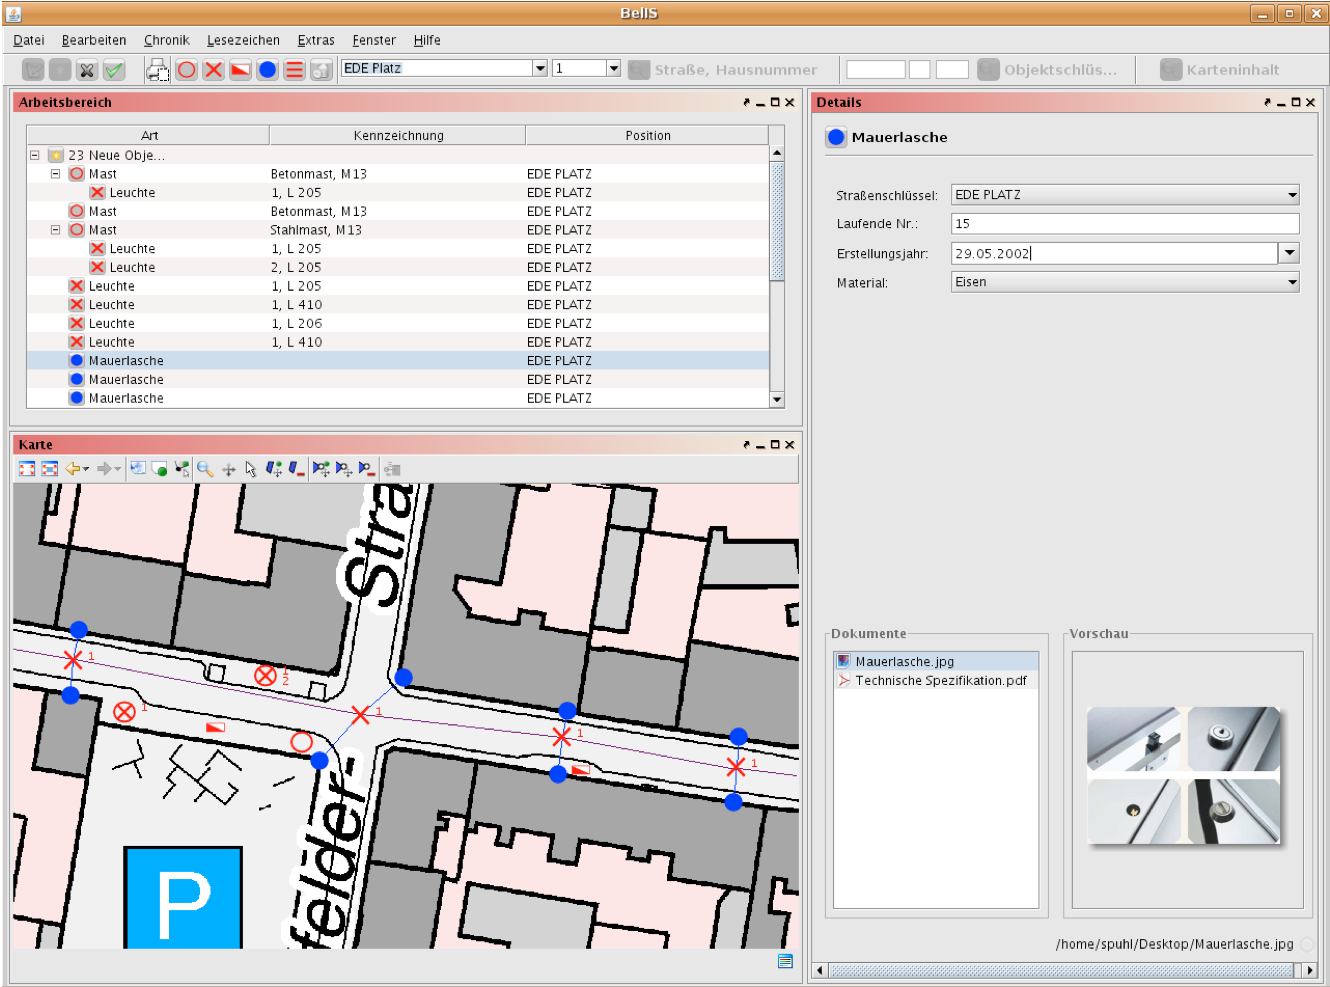 BelIS
Datei Bearbeiten Chronik Lesezeichen Extras Fenster Hilfe
EDE Platz 1 Straße, Hausnummer Objektschlüs... Karteninhalt
Arbeitsbereich
Art Kennzeichnung Position
23 Neue Obje...
Mast Betonmast, M13 EDE PLATZ
Leuchte 1, L 205 EDE PLATZ
Mast Betonmast, M13 EDE PLATZ
Mast Stahlmast, M13 EDE PLATZ
Leuchte 1, L 205 EDE PLATZ
Leuchte 2, L 205 EDE PLATZ
Leuchte 1, L 205 EDE PLATZ
Leuchte 1, L 410 EDE PLATZ
Leuchte 1, L 206 EDE PLATZ
Leuchte 1, L 410 EDE PLATZ
Mauerlasche EDE PLATZ
Mauerlasche EDE PLATZ
Mauerlasche EDE PLATZ
Karte
Stra
1
2
1
1
1
1
felder-
P
Details
Mauerlasche
Straßenschlüssel: EDE PLATZ
Laufende Nr.: 15
Erstellungsjahr: 29.05.2002
Material: Eisen
Dokumente
Mauerlasche.jpg
Technische Spezifikation.pdf
Vorschau
/home/spuhl/Desktop/Mauerlasche.jpg